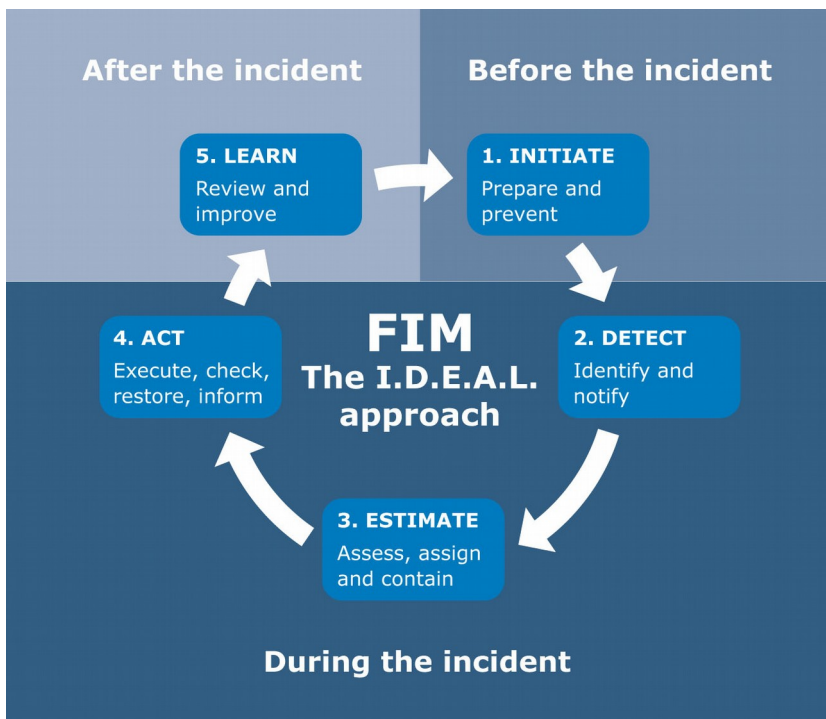 After the incident
Before the incident
5. LEARN
Review and
improve
1. INITIATE
Prepare and
prevent
4. ACT
Execute, check,
restore, inform
FIM
The I.D.E.A.L.
approach
2. DETECT
Identify and
notify
3. ESTIMATE
Assess, assign
and contain
During the incident